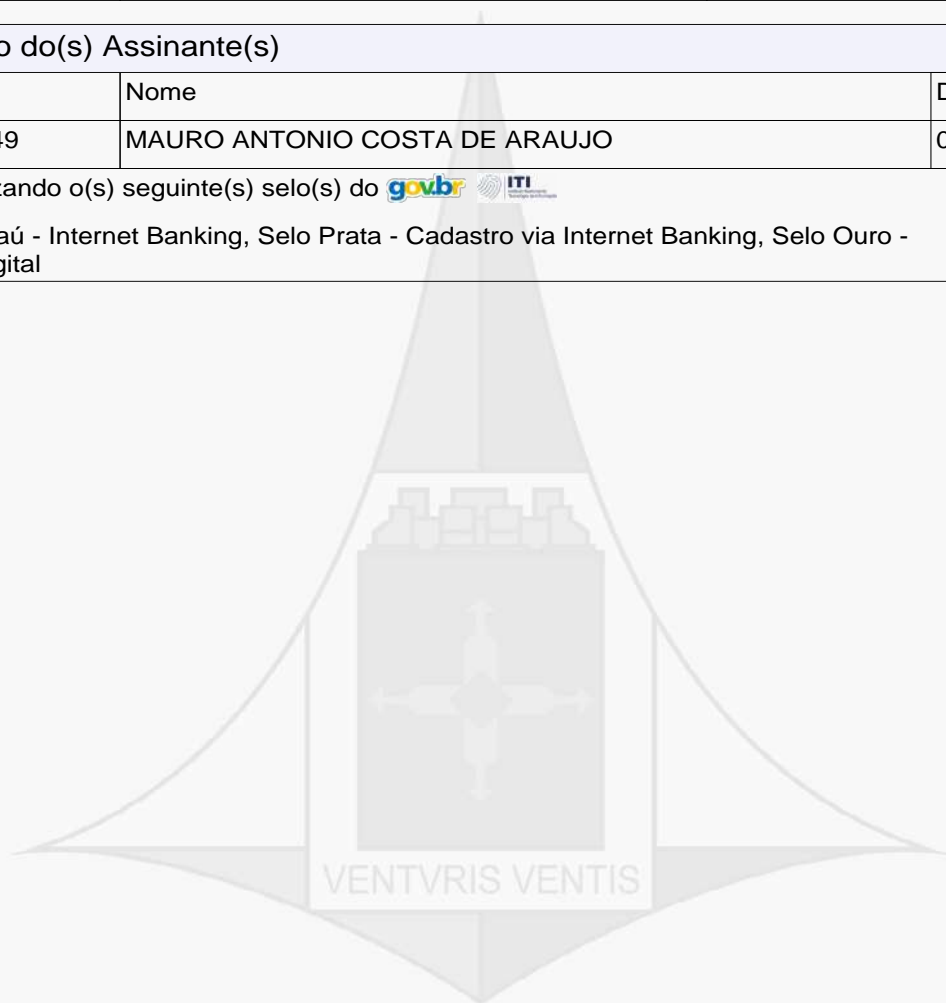 o do(s) Assinante(s)
Nome
49 MAURO ANTONIO COSTA DE ARAUJO
zando o(s) seguinte(s) selo(s) do gov.br ITI
aú - Internet Banking, Selo Prata - Cadastro via Internet Banking, Selo Ouro -
gital
VENTVRIS VENTIS